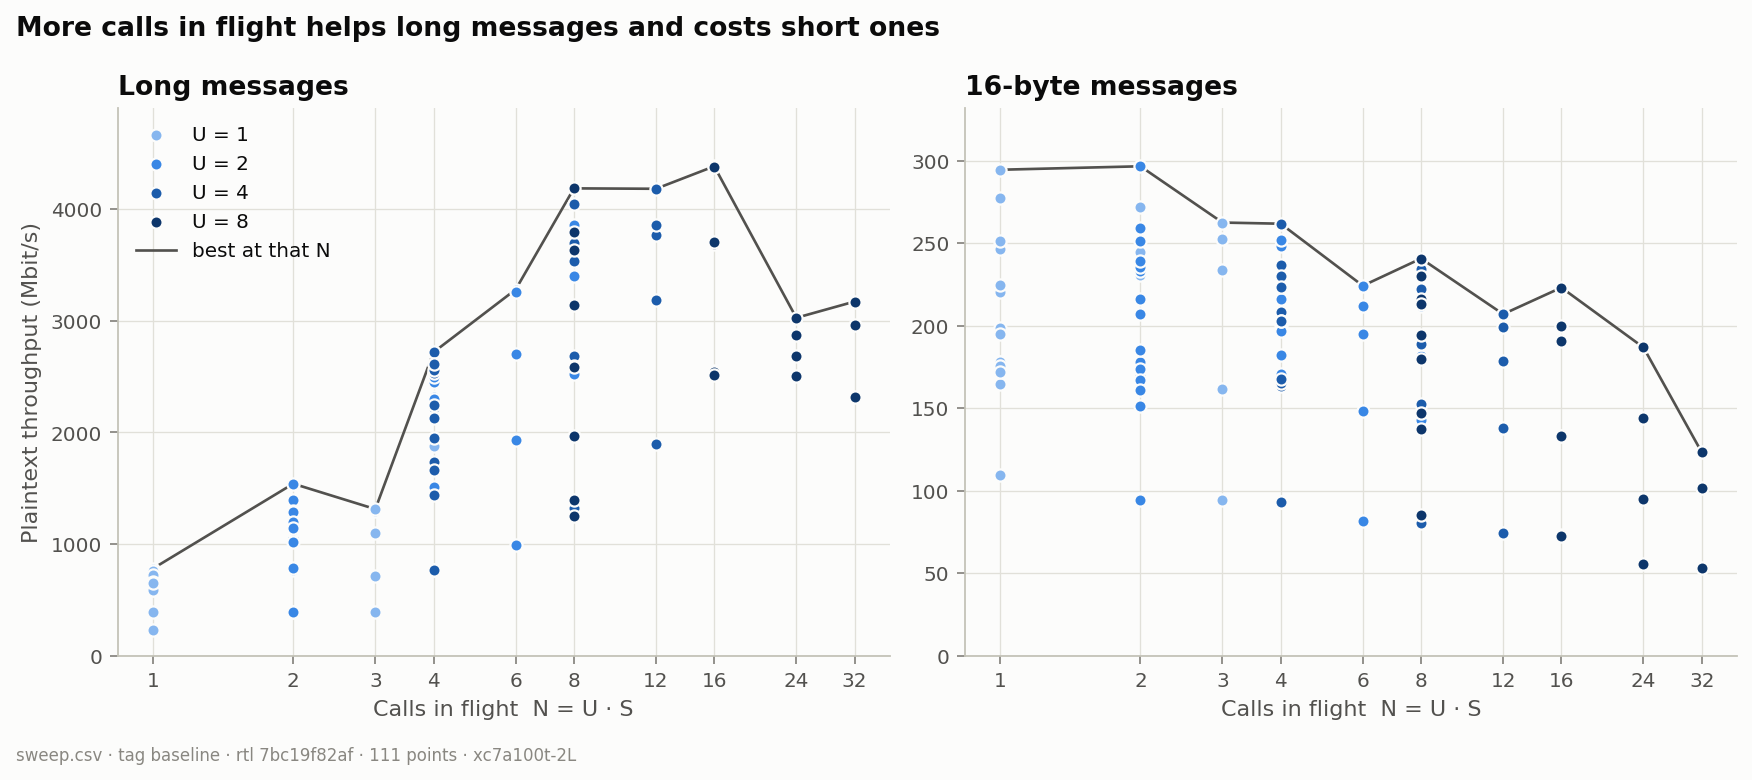 More calls in flight helps long messages and costs short ones
Long messages
U = 1
U = 2
U = 4
U = 8
best at that N
Plaintext throughput (Mbit/s)
4000
3000
2000
1000
0
1 2 3 4 6 8 12 16 24 32
Calls in flight N = U · S
16-byte messages
300
250
200
150
100
50
0
1 2 3 4 6 8 12 16 24 32
Calls in flight N = U · S
sweep.csv · tag baseline · rtl 7bc19f82af · 111 points · xc7a100t-2L